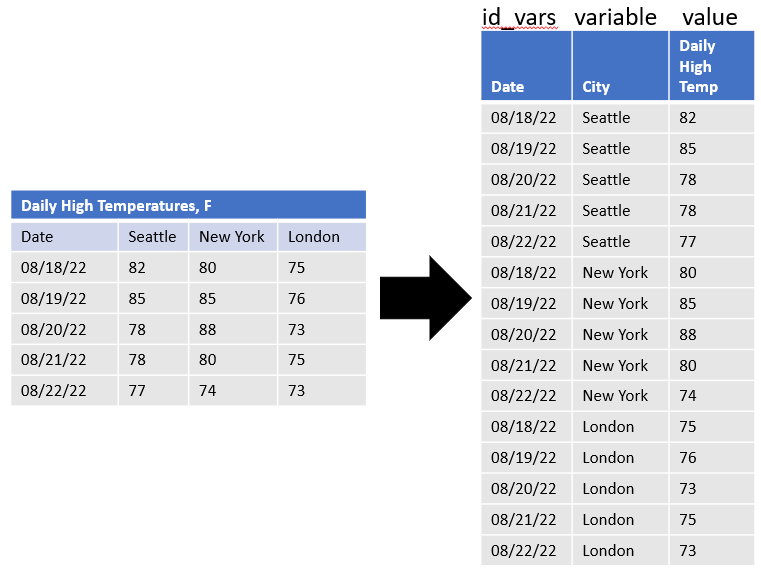 Daily High Temperatures, F
Date Seattle New York London
08/18/22 82 80 75
08/19/22 85 85 76
08/20/22 78 88 73
08/21/22 78 80 75
08/22/22 77 74 73
id_vars variable value
Daily
High
Date City Temp
08/18/22 Seattle 82
08/19/22 Seattle 85
08/20/22 Seattle 78
08/21/22 Seattle 78
08/22/22 Seattle 77
08/18/22 New York 80
08/19/22 New York 85
08/20/22 New York 88
08/21/22 New York 80
08/22/22 New York 74
08/18/22 London 75
08/19/22 London 76
08/20/22 London 73
08/21/22 London 75
08/22/22 London 73